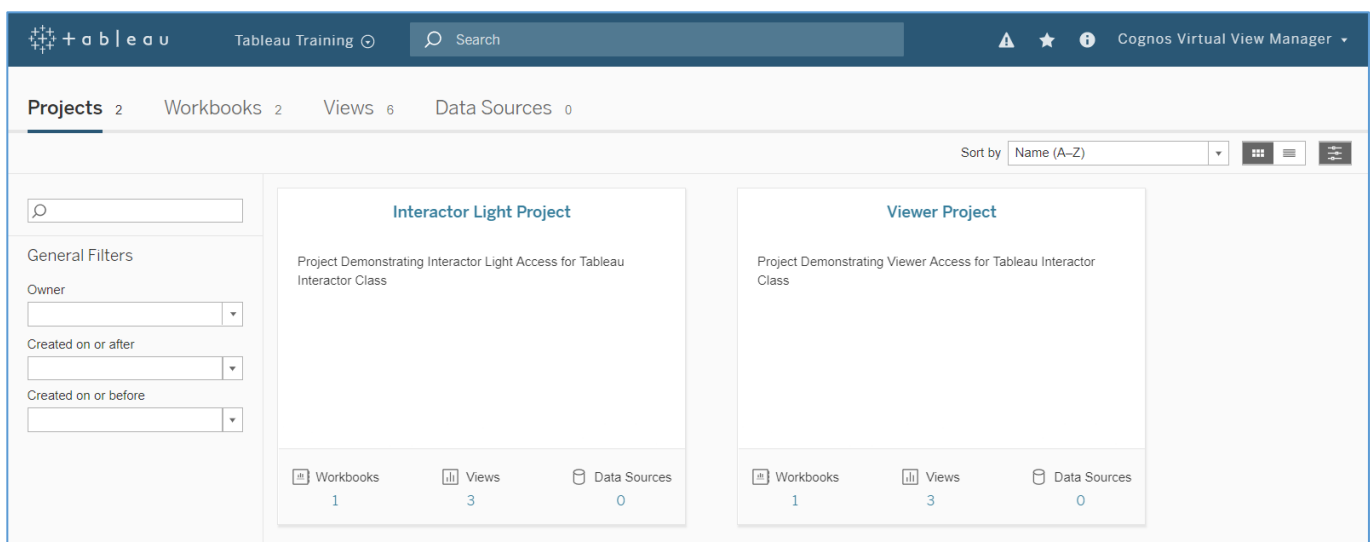 +ableau
Tableau Training
Search
Cognos Virtual View Manager
Projects 2
Workbooks 2
Views 6
Data Sources 0
Sort by
Name (A–Z)
General Filters
Owner
Created on or after
Created on or before
Interactor Light Project
Project Demonstrating Interactor Light Access for Tableau
Interactor Class
Workbooks
1
Views
3
Data Sources
0
Viewer Project
Project Demonstrating Viewer Access for Tableau Interactor
Class
Workbooks
1
Views
3
Data Sources
0